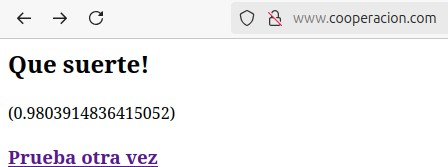 www.cooperacion.com
Que suerte!
(0.9803914836415052)
Prueba otra vez